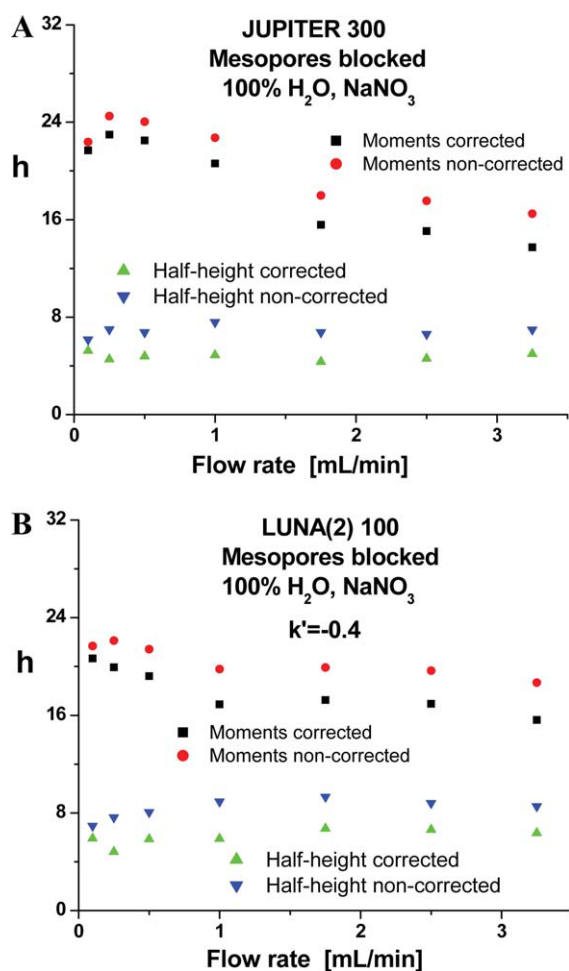 A
JUPITER 300
Mesopores blocked
100% H₂O, NaNO₃
32
24
16
8
0
h
Moments corrected
Moments non-corrected
Half-height corrected
Half-height non-corrected
0 1 2 3
Flow rate [mL/min]
B
LUNA(2) 100
Mesopores blocked
100% H₂O, NaNO₃
k'=-0.4
32
24
16
8
0
h
Moments corrected
Moments non-corrected
Half-height corrected
Half-height non-corrected
0 1 2 3
Flow rate [mL/min]